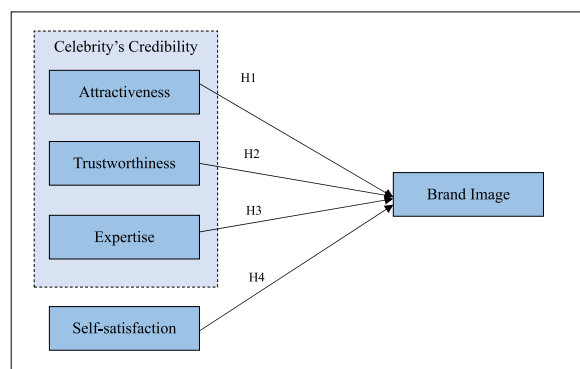 Celebrity’s Credibility
Attractiveness
H1
Trustworthiness
H2
Brand Image
Expertise
H3
H4
Self-satisfaction